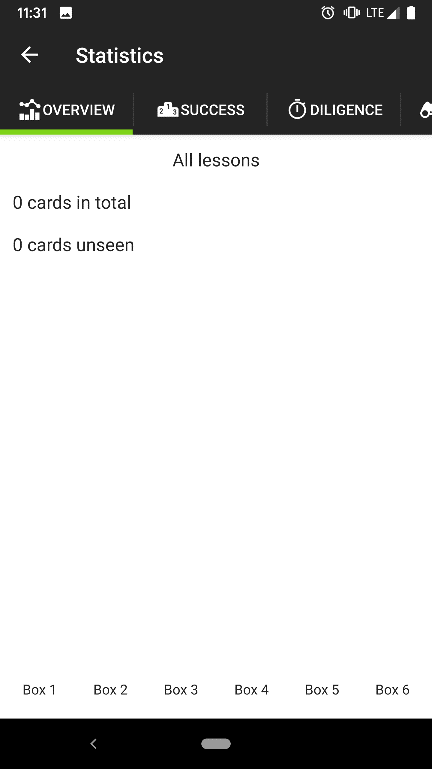 11:31 LTE
Statistics
OVERVIEW 213 SUCCESS DILIGENCE
All lessons
0 cards in total
0 cards unseen
Box 1 Box 2 Box 3 Box 4 Box 5 Box 6